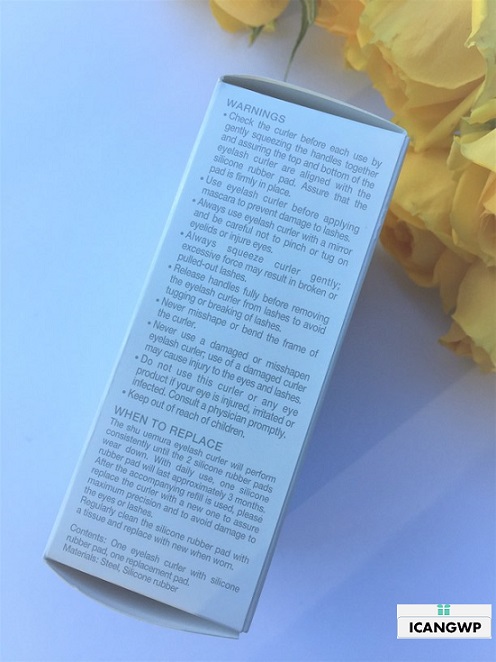 WARNINGS
• Check the curler before each use by
gently squeezing the handles together
and assuring the top and bottom of the
eyelash curler are aligned with the
silicone rubber pad. Assure that the
pad is firmly in place.
• Use eyelash curler before applying
mascara to prevent damage to lashes.
• Always use eyelash curler with a mirror
and be careful not to pinch or tug on
eyelids or injure eyes.
• Always squeeze curler gently;
excessive force may result in broken or
pulled-out lashes.
• Release handles fully before removing
the eyelash curler from lashes to avoid
tugging or breaking of lashes.
• Never misshape or bend the frame of
the curler.
• Never use a damaged or misshapen
eyelash curler; use of a damaged curler
may cause injury to the eyes and lashes.
• Do not use this curler or any eye
product if your eye is injured, irritated or
infected. Consult a physician promptly.
• Keep out of reach of children.
WHEN TO REPLACE
The shu uemura eyelash curler will perform
consistently until the 2 silicone rubber pads
wear down. With daily use, one silicone
rubber pad will last approximately 3 months.
After the accompanying refill is used, please
replace the curler with a new one to assure
maximum precision and to avoid damage to
the eyes or lashes.
Regularly clean the silicone rubber pad with
a tissue and replace with new when worn.
Contents: One eyelash curler with silicone
rubber pad, one replacement pad.
Materials: Steel, Silicone rubber
ICANGWP